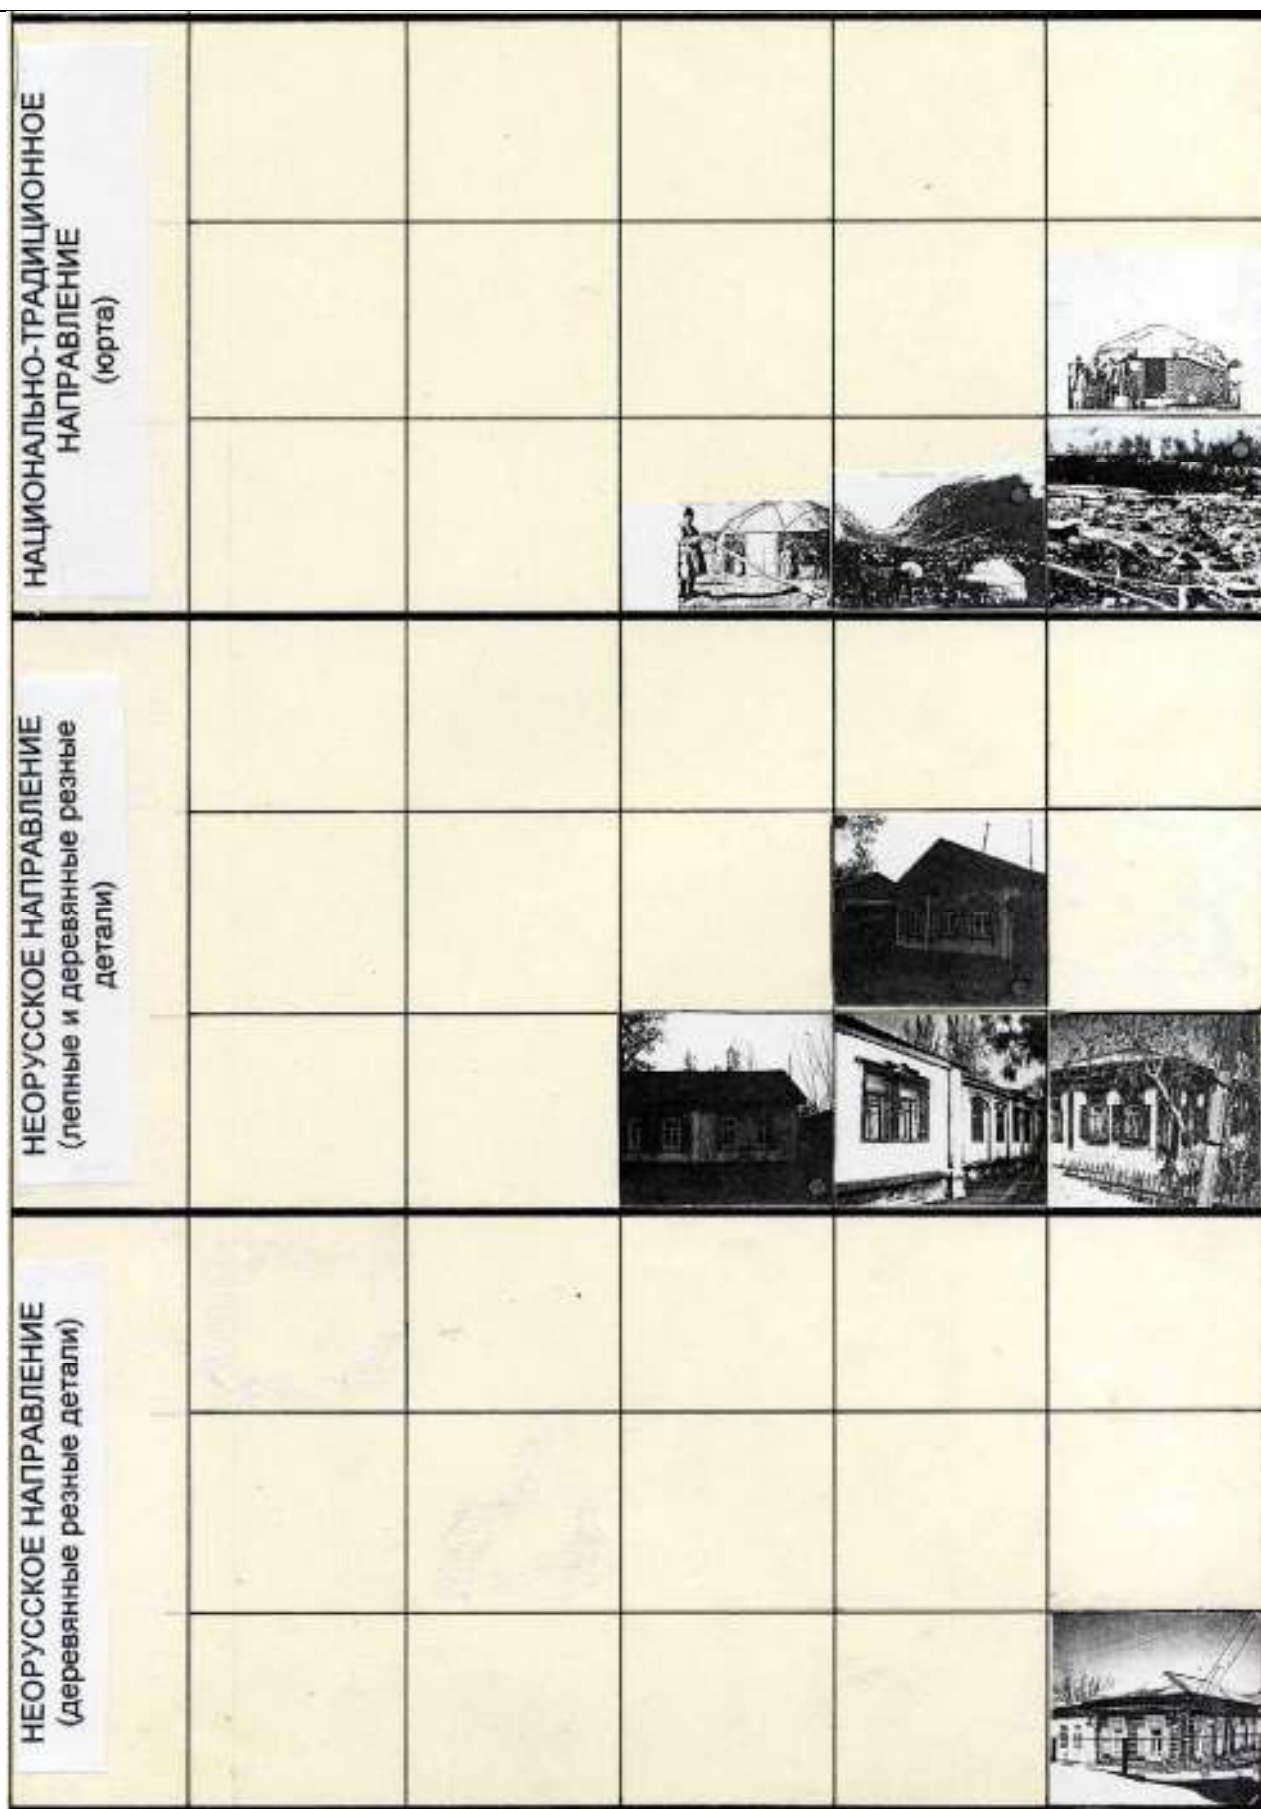 НАЦИОНАЛЬНО-ТРАДИЦИОННОЕ
НАПРАВЛЕНИЕ
(юрта)
НЕОРУССКОЕ НАПРАВЛЕНИЕ
(лепные и деревянные резные
детали)
НЕОРУССКОЕ НАПРАВЛЕНИЕ
(деревянные резные детали)